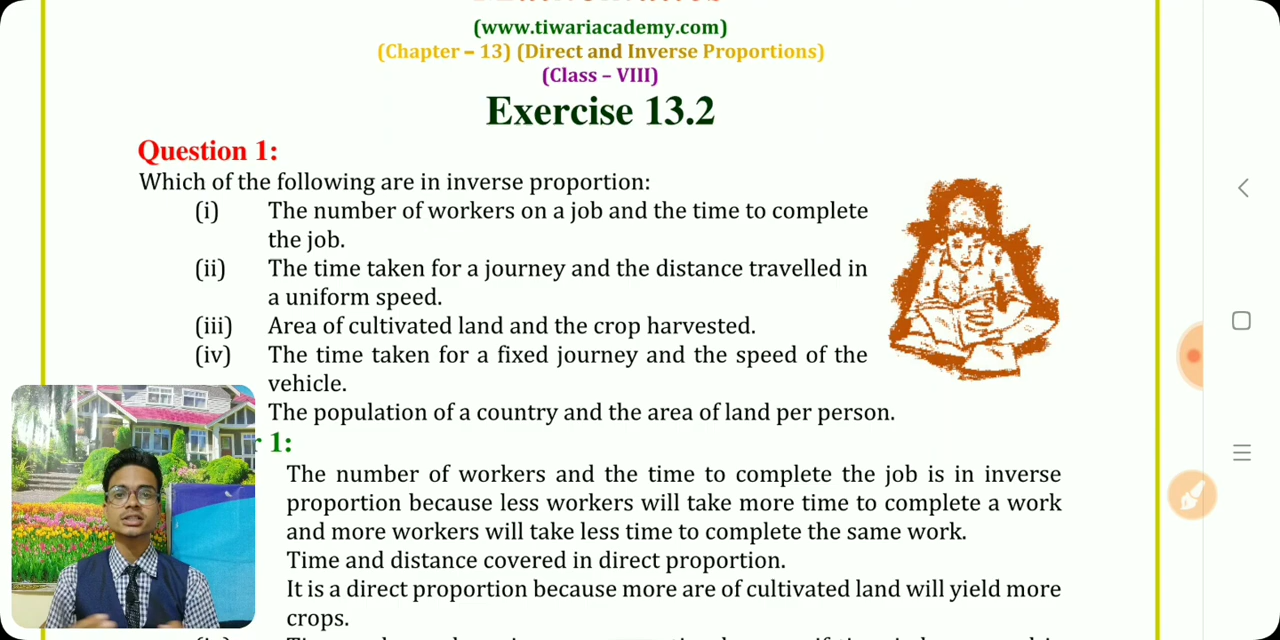 (www.tiwariacademy.com)
(Chapter – 13) (Direct and Inverse Proportions)
(Class – VIII)
Exercise 13.2
Question 1:
Which of the following are in inverse proportion:
(i) The number of workers on a job and the time to complete
the job.
(ii) The time taken for a journey and the distance travelled in
a uniform speed.
(iii) Area of cultivated land and the crop harvested.
(iv) The time taken for a fixed journey and the speed of the
vehicle.
The population of a country and the area of land per person.
r 1:
The number of workers and the time to complete the job is in inverse
proportion because less workers will take more time to complete a work
and more workers will take less time to complete the same work.
Time and distance covered in direct proportion.
It is a direct proportion because more are of cultivated land will yield more
crops.